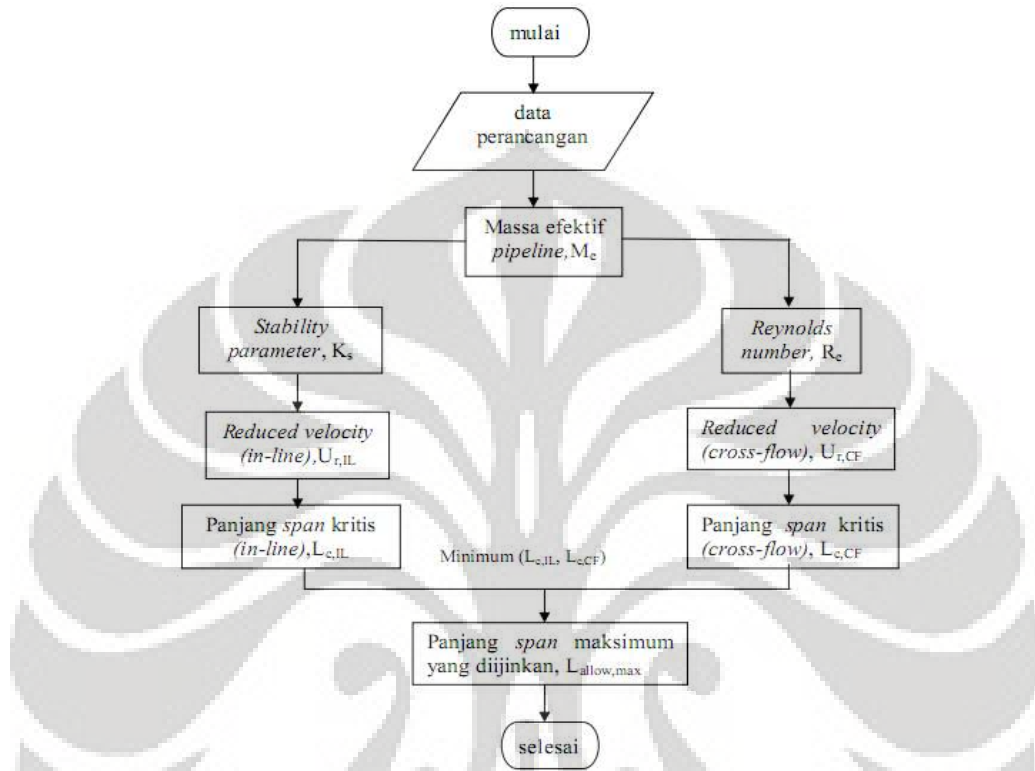 mulai
data
perancangan
Massa efektif
pipeline,Me
Stability
parameter, Ks
Reynolds
number, Re
Reduced velocity
(in-line),Ur,IL
Reduced velocity
(cross-flow), Ur,CF
Panjang span kritis
(in-line),Lc,IL
Panjang span kritis
(cross-flow), Lc,CF
Minimum (Lc,IL, Lc,CF)
Panjang span maksimum
yang diijinkan, Lallow,max
selesai